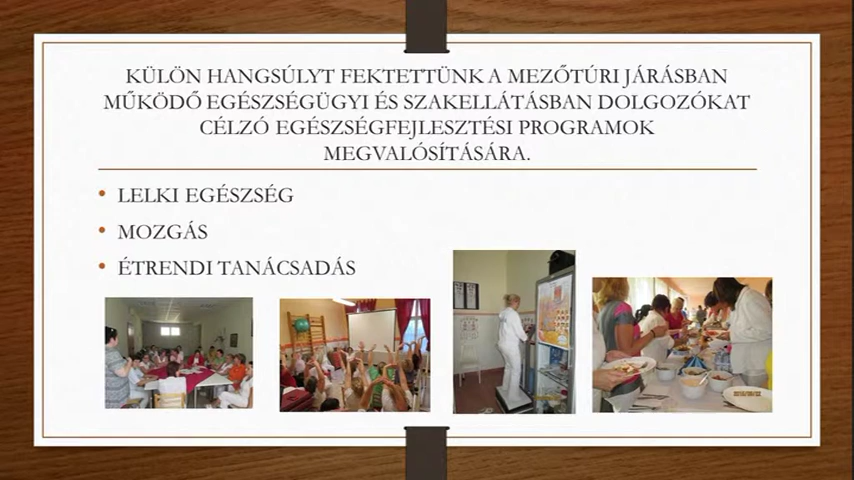 KÜLÖN HANGSÚLYT FEKTETTÜNK A MEZŐTÚRI JÁRÁSBAN
MŰKÖDŐ EGÉSZSÉGÜGYI ÉS SZAKELLÁTÁSBAN DOLGOZÓKAT
CÉLZÓ EGÉSZSÉGFEJLESZTÉSI PROGRAMOK
MEGVALÓSÍTÁSÁRA.
• LELKI EGÉSZSÉG
• MOZGÁS
• ÉTRENDI TANÁCSADÁS